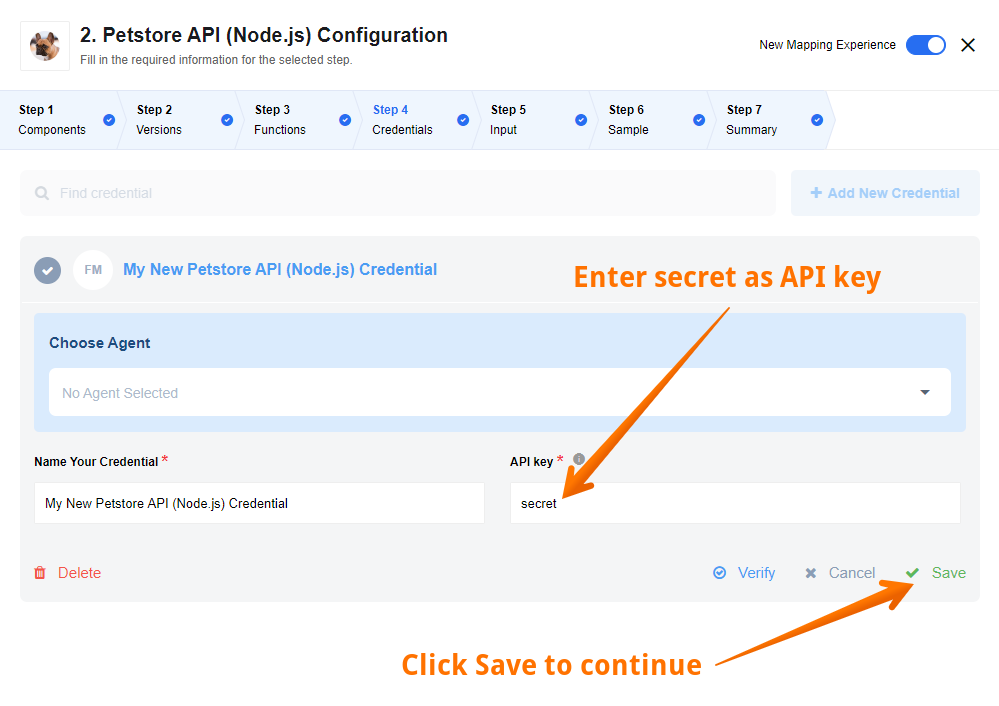 2. Petstore API (Node.js) Configuration
Fill in the required information for the selected step.
New Mapping Experience
Step 1
Components
Step 2
Versions
Step 3
Functions
Step 4
Credentials
Step 5
Input
Step 6
Sample
Step 7
Summary
Find credential
+ Add New Credential
FM
My New Petstore API (Node.js) Credential
Enter secret as API key
Choose Agent
No Agent Selected
Name Your Credential *
API key *
My New Petstore API (Node.js) Credential
secret
Delete
Verify
Cancel
Save
Click Save to continue